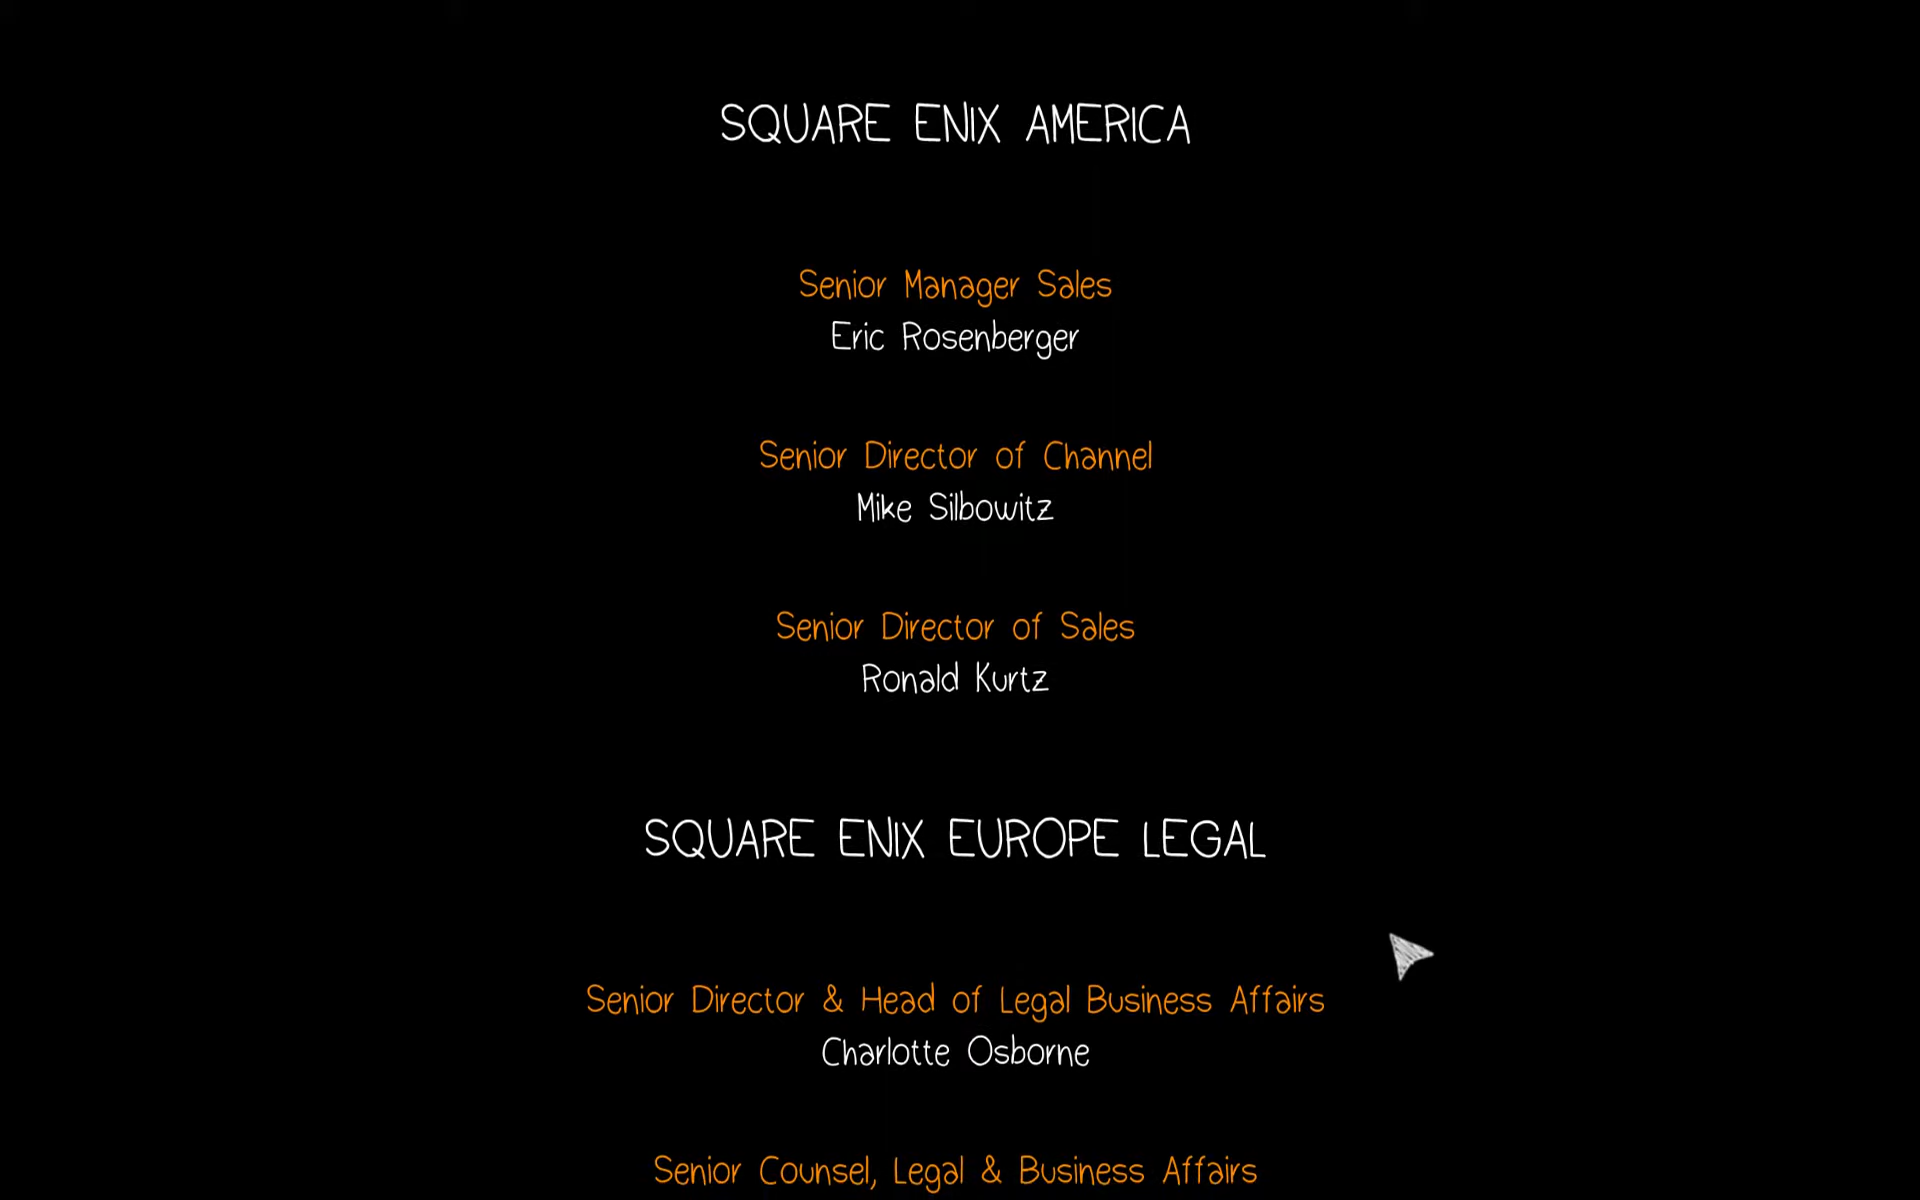 SQUARE ENIX AMERICA
Senior Manager Sales
Eric Rosenberger
Senior Director of Channel
Mike Silbowitz
Senior Director of Sales
Ronald Kurtz
SQUARE ENIX EUROPE LEGAL
Senior Director & Head of Legal Business Affairs
Charlotte Osborne
Senior Counsel, Legal & Business Affairs